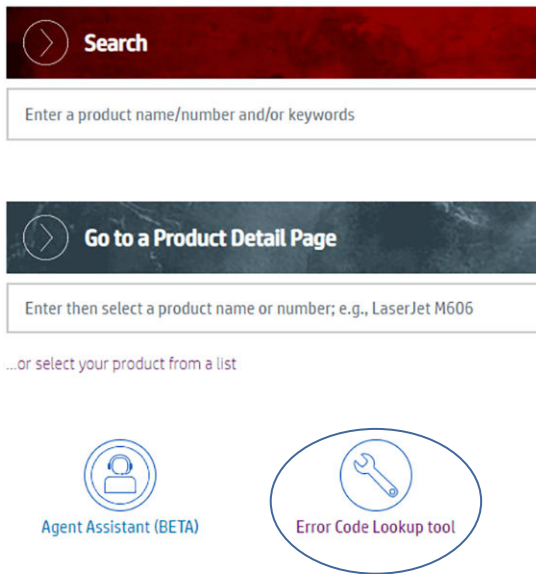 Search
Enter a product name/number and/or keywords
Go to a Product Detail Page
Enter then select a product name or number; e.g., LaserJet M606
...or select your product from a list
Agent Assistant (BETA)
Error Code Lookup tool